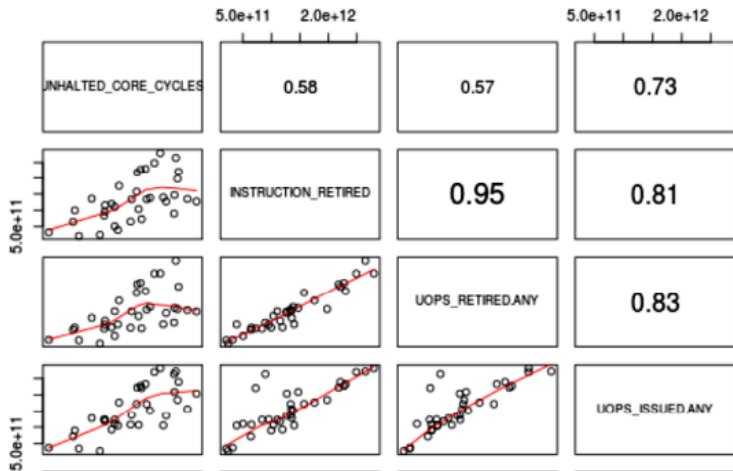 5.0e+11 2.0e+12 5.0e+11 2.0e+12
UNHALTED_CORE_CYCLES 0.58 0.57 0.73
5.0e+11 INSTRUCTION_RETIRED 0.95 0.81
UOPS_RETIRED.ANY 0.83
5.0e+11 UOPS_ISSUED.ANY